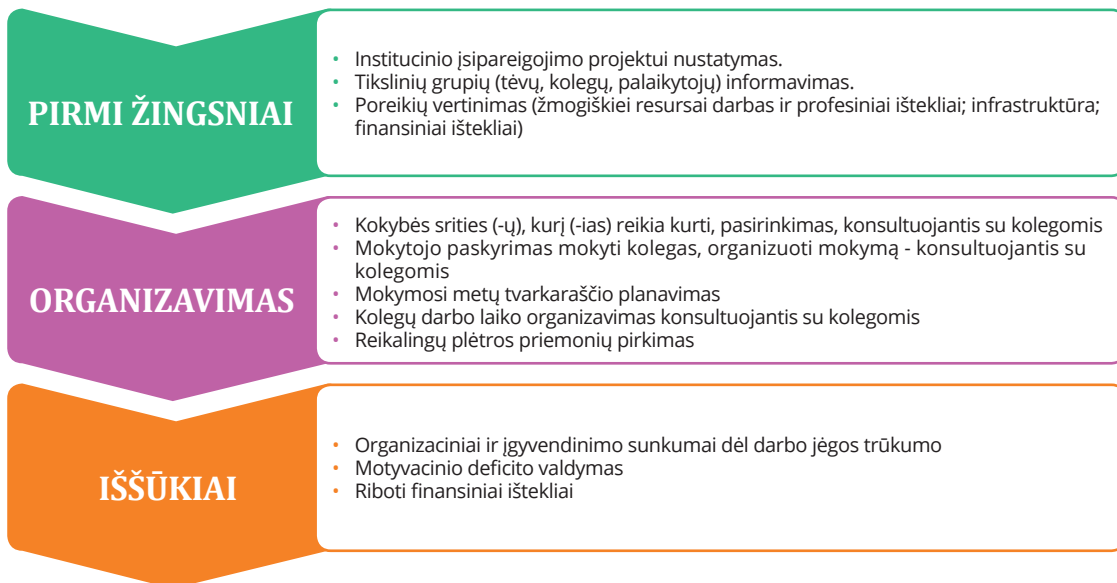 PIRMI ŽINGSNIAI
• Institucinio įsipareigojimo projektui nustatymas.
• Tikslinių grupių (tėvų, kolegų, palaikytojų) informavimas.
• Poreikių vertinimas (žmogiškiei resursai darbas ir profesiniai ištekliai; infrastruktūra;
finansiniai ištekliai)
ORGANIZAVIMAS
• Kokybės srities (-ų), kurį (-ias) reikia kurti, pasirinkimas, konsultuojantis su kolegomis
• Mokytojo paskyrimas mokyti kolegas, organizuoti mokymą - konsultuojantis su
kolegomis
• Mokymosi metų tvarkaraščio planavimas
• Kolegų darbo laiko organizavimas konsultuojantis su kolegomis
• Reikalingų plėtros priemonių pirkimas
IŠŠŪKIAI
• Organizaciniai ir įgyvendinimo sunkumai dėl darbo jėgos trūkumo
• Motyvacinio deficito valdymas
• Riboti finansiniai ištekliai